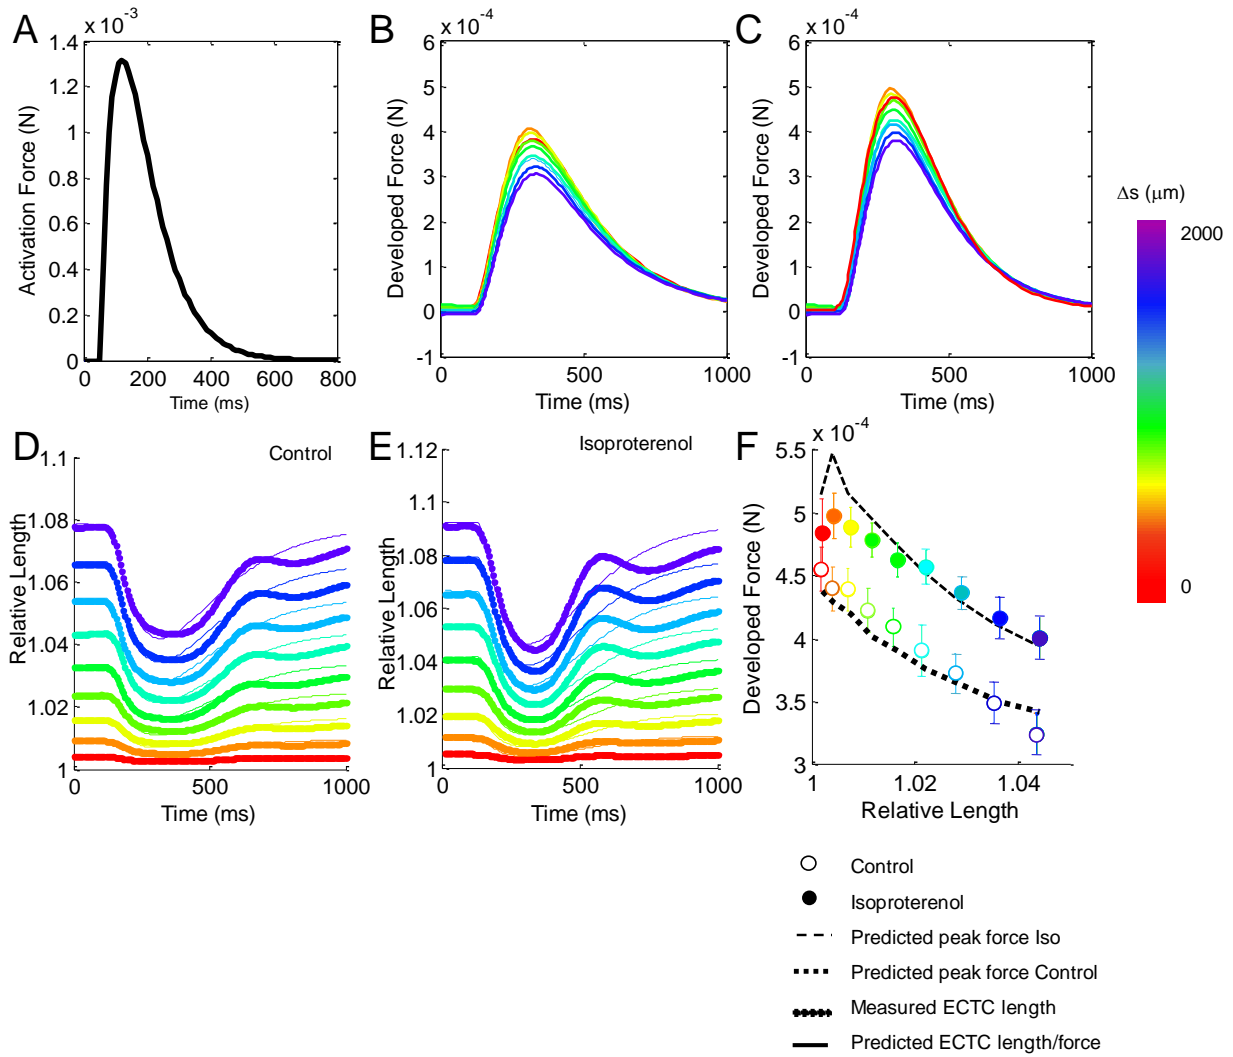 A
x 10⁻³
1.4
1.2
1
0.8
0.6
0.4
0.2
0
Activation Force (N)
0 200 400 600 800
Time (ms)
B
x 10⁻⁴
6
5
4
3
2
1
0
-1
Developed Force (N)
0 500 1000
Time (ms)
C
x 10⁻⁴
6
5
4
3
2
1
0
-1
Developed Force (N)
0 500 1000
Time (ms)
Δs (μm)
2000
0
D
Control
1.1
1.08
1.06
1.04
1.02
1
Relative Length
0 500 1000
Time (ms)
E
Isoproterenol
1.12
1.1
1.08
1.06
1.04
1.02
1
Relative Length
0 500 1000
Time (ms)
F
x 10⁻⁴
5.5
5
4.5
4
3.5
3
Developed Force (N)
1 1.02 1.04
Relative Length
Control
Isoproterenol
Predicted peak force Iso
Predicted peak force Control
Measured ECTC length
Predicted ECTC length/force